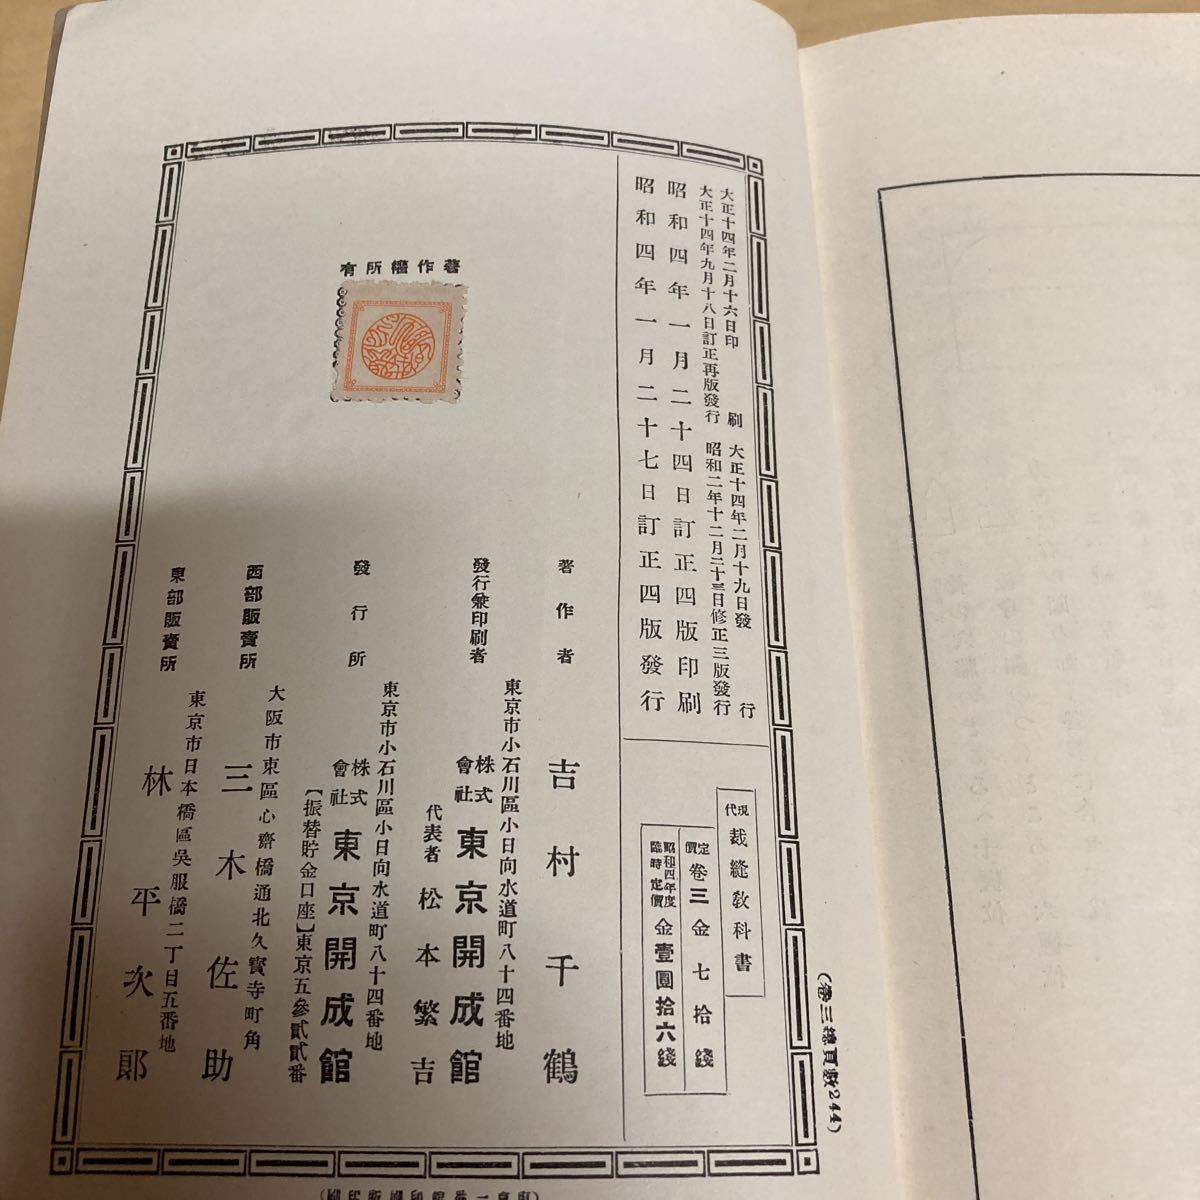 大正十四年二月十六日印刷
大正十四年二月十九日發行
大正十四年九月十八日訂正再版發行
昭和二年十二月二十三日修正三版發行
昭和四年一月二十四日訂正四版印刷
昭和四年一月二十七日訂正四版發行
現代裁縫敎科書
定價 卷三金七拾錢
昭和四年度臨時定價 金壹圓拾六錢
(卷三總頁數244)
著作權所有
著作者
吉村千鶴
發行兼印刷者
東京市小石川區小日向水道町八十四番地
株式會社 東京開成館
代表者 松本繁吉
發行所
東京市小石川區小日向水道町八十四番地
株式會社 東京開成館
【振替貯金口座】東京五參貳貳番
西部販賣所
大阪市東區心齋橋通北久寶寺町角
三木佐助
東部販賣所
東京市日本橋區吳服橋二丁目五番地
林平次郎